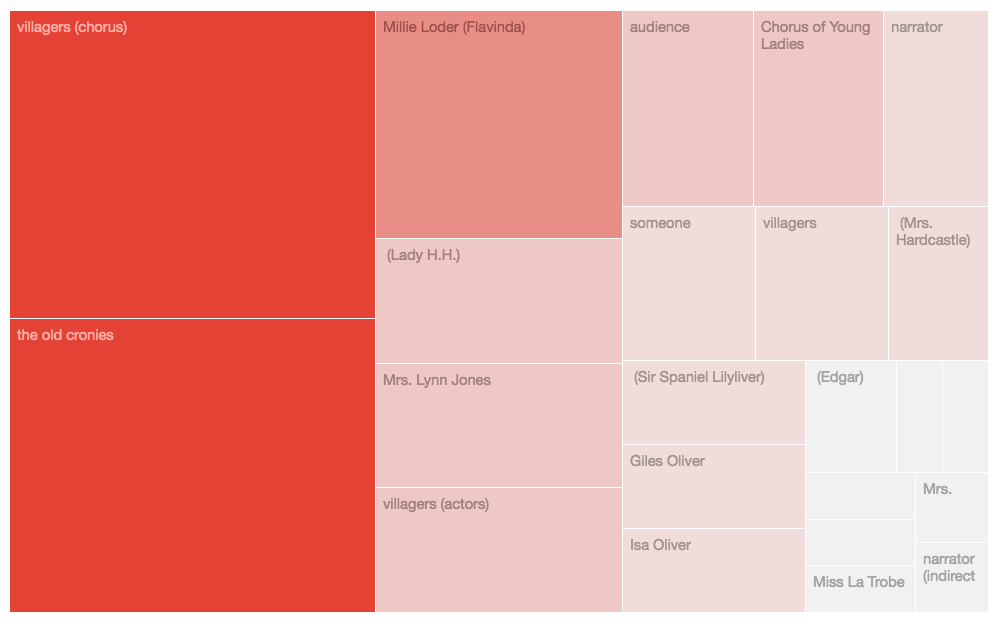 villagers (chorus)
the old cronies
Millie Loder (Flavinda)
(Lady H.H.)
Mrs. Lynn Jones
villagers (actors)
audience
Chorus of Young
Ladies
narrator
someone
villagers
(Mrs.
Hardcastle)
(Sir Spaniel Lilyliver)
Giles Oliver
Isa Oliver
(Edgar)
Miss La Trobe
Mrs.
narrator
(indirect